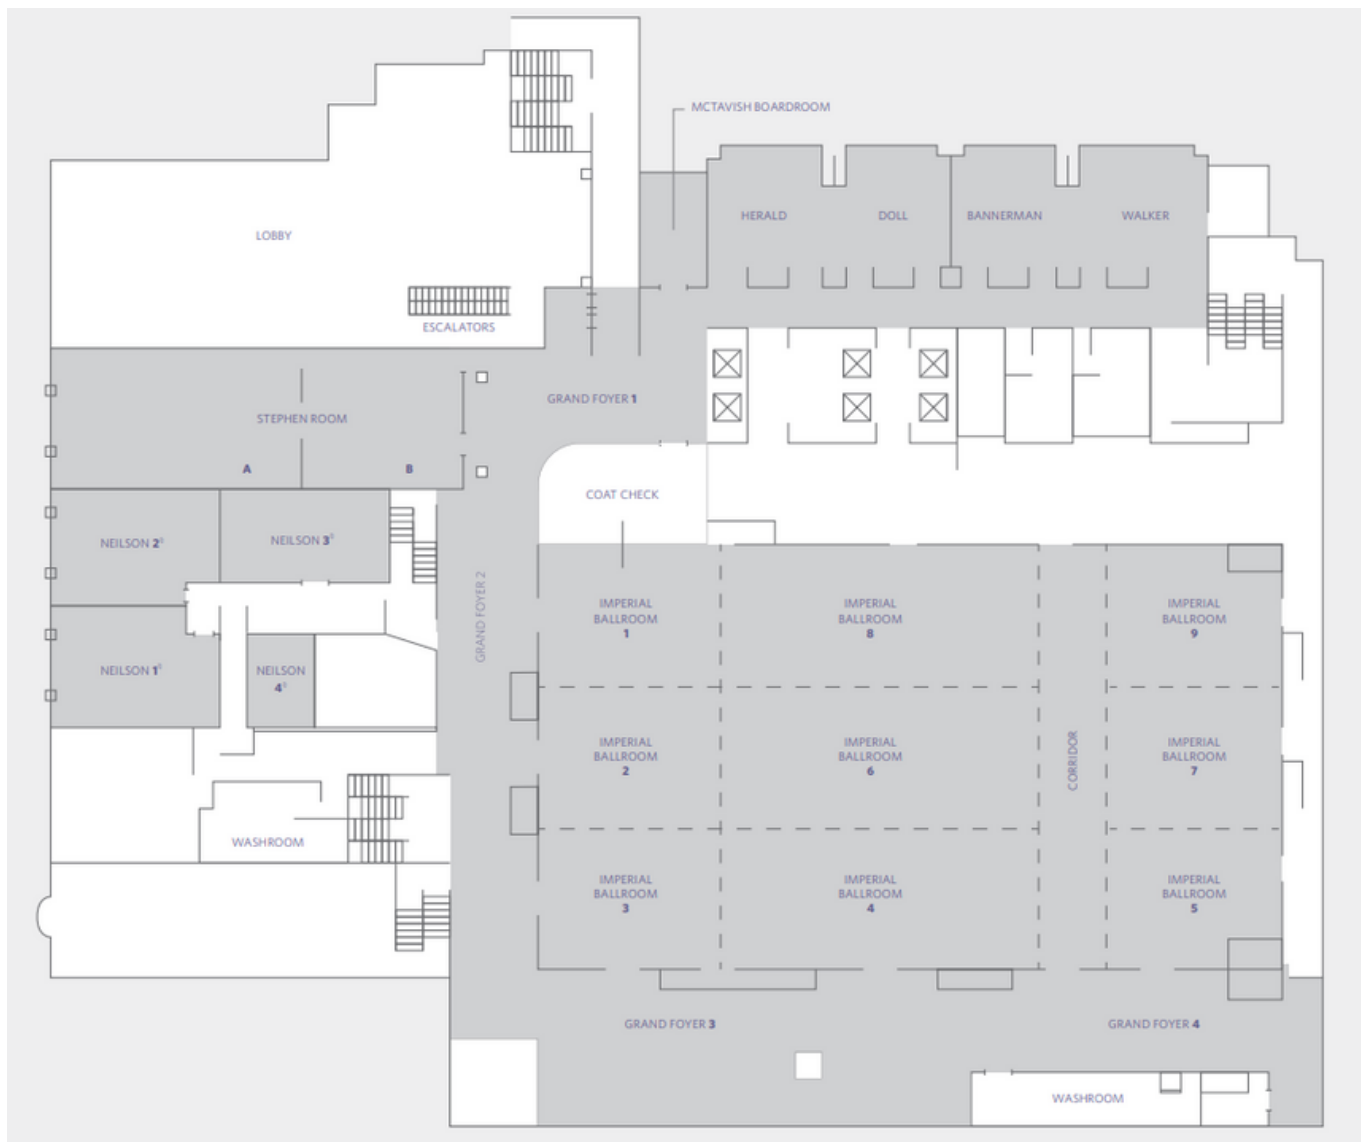 MCTAVISH BOARDROOM
HERALD
DOLL
BANNERMAN
WALKER
LOBBY
ESCALATORS
GRAND FOYER 1
STEPHEN ROOM
A
B
COAT CHECK
NEILSON 2
NEILSON 3
GRAND FOYER 2
IMPERIAL
BALLROOM
1
IMPERIAL
BALLROOM
8
IMPERIAL
BALLROOM
9
NEILSON 1
NEILSON
4
IMPERIAL
BALLROOM
2
IMPERIAL
BALLROOM
6
CORRIDOR
IMPERIAL
BALLROOM
7
WASHROOM
IMPERIAL
BALLROOM
3
IMPERIAL
BALLROOM
4
IMPERIAL
BALLROOM
5
GRAND FOYER 3
GRAND FOYER 4
WASHROOM